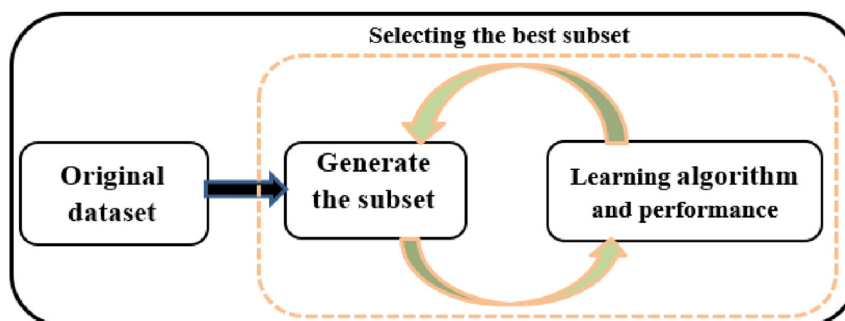 Selecting the best subset
Original
dataset
Generate
the subset
Learning algorithm
and performance